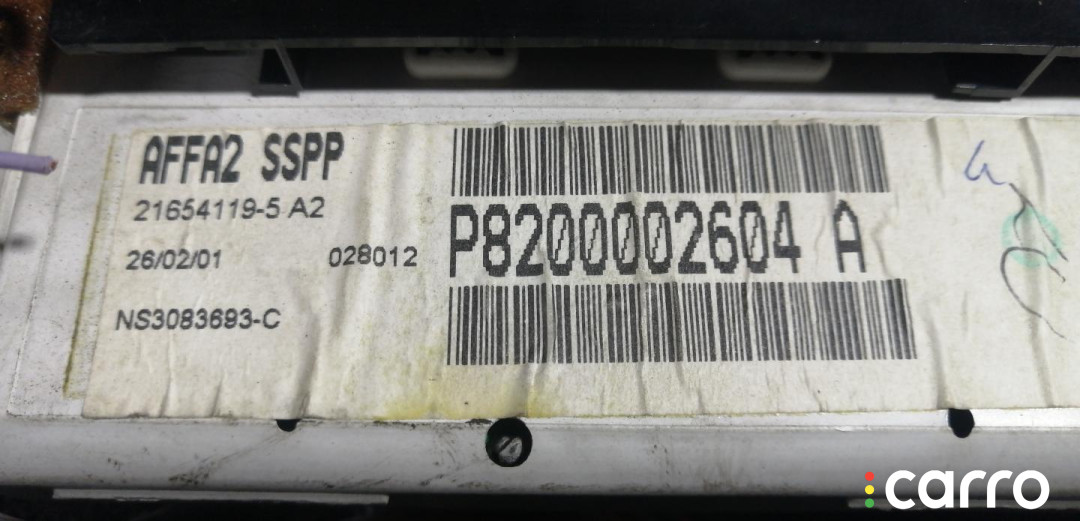 AFFA2 SSPP
21654119-5 A2
26/02/01 028012
NS3083693-C
P8200002604 A
carro